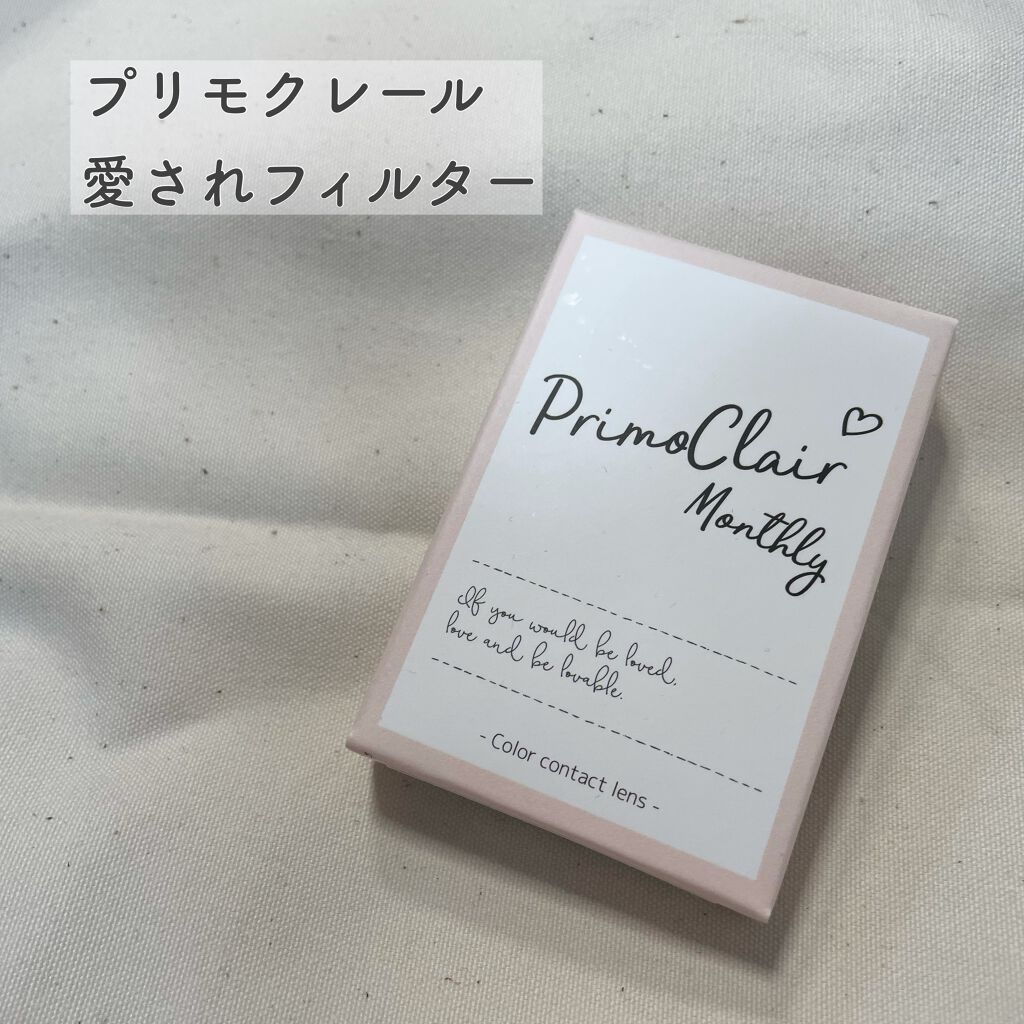 プリモクレール
愛されフィルター
PrimoClair
Monthly
If you would be loved,
love and be lovable.
- Color contact lens -